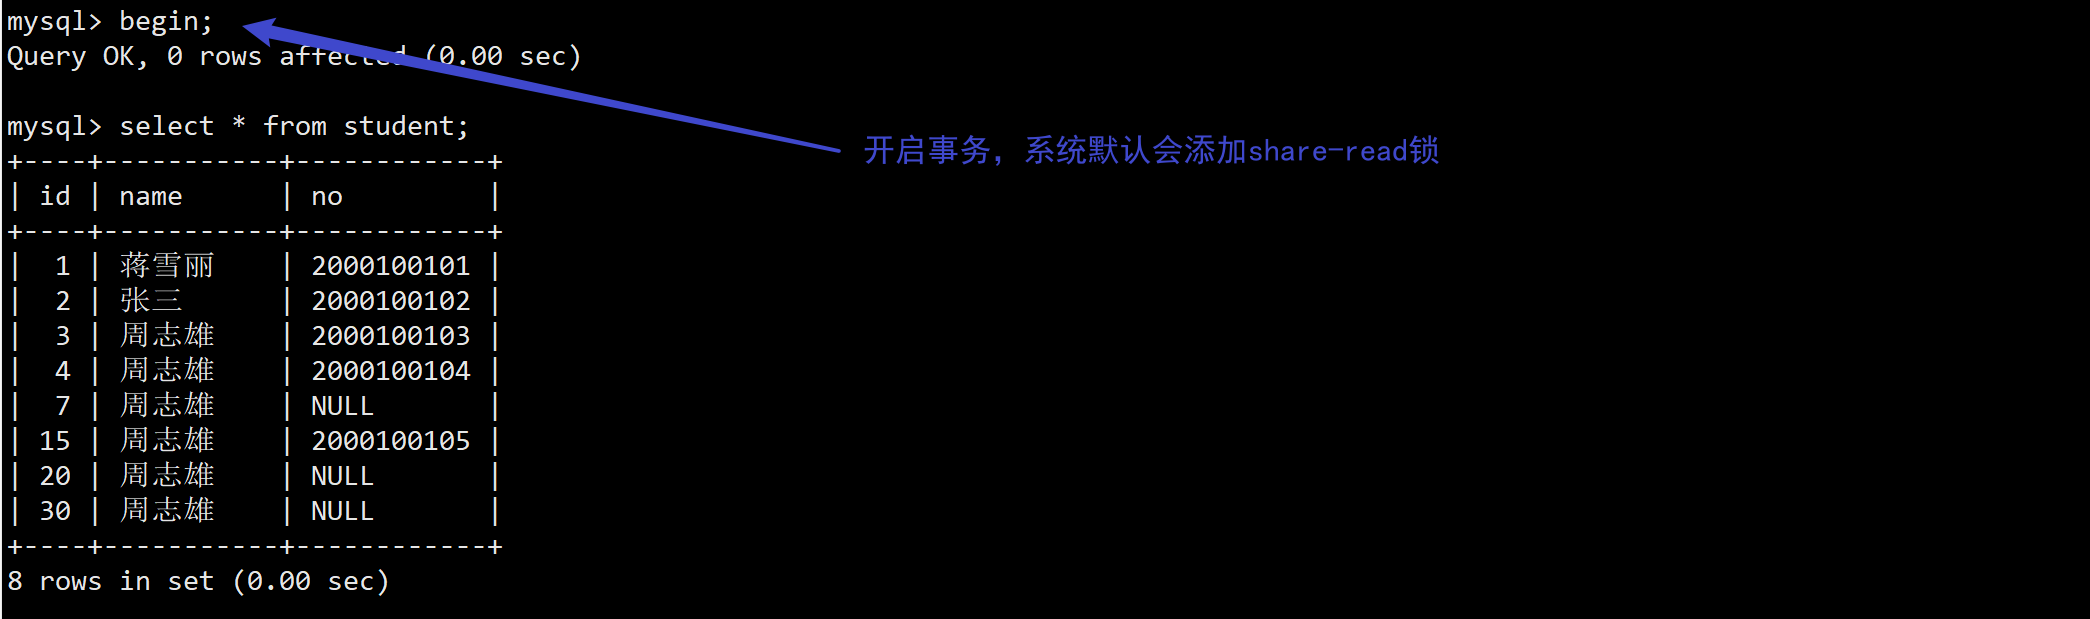 mysql> begin;
Query OK, 0 rows affected (0.00 sec)
mysql> select * from student;
开启事务，系统默认会添加share-read锁
+----+-----------+------------+
| id | name      | no         |
+----+-----------+------------+
|  1 | 蒋雪丽    | 2000100101 |
|  2 | 张三      | 2000100102 |
|  3 | 周志雄    | 2000100103 |
|  4 | 周志雄    | 2000100104 |
|  7 | 周志雄    | NULL       |
| 15 | 周志雄    | 2000100105 |
| 20 | 周志雄    | NULL       |
| 30 | 周志雄    | NULL       |
+----+-----------+------------+
8 rows in set (0.00 sec)